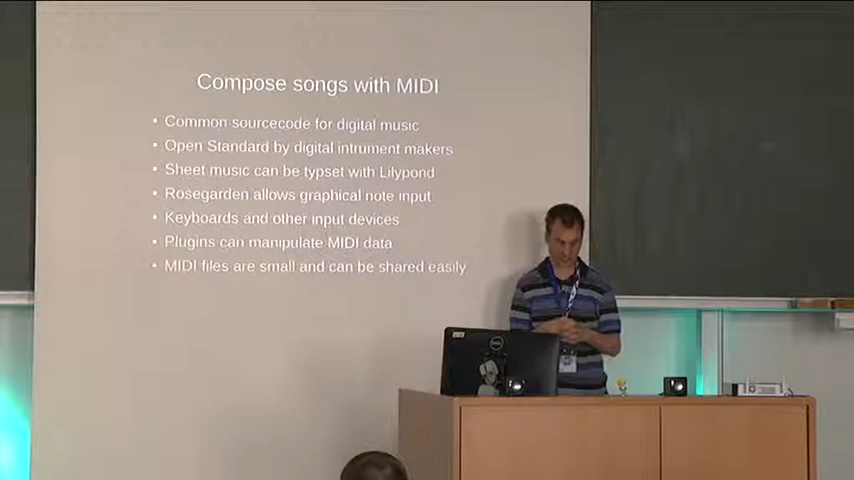 Compose songs with MIDI
• Common sourcecode for digital music
• Open Standard by digital intrument makers
• Sheet music can be typset with Lilypond
• Rosegarden allows graphical note input
• Keyboards and other input devices
• Plugins can manipulate MIDI data
• MIDI files are small and can be shared easily
DELL